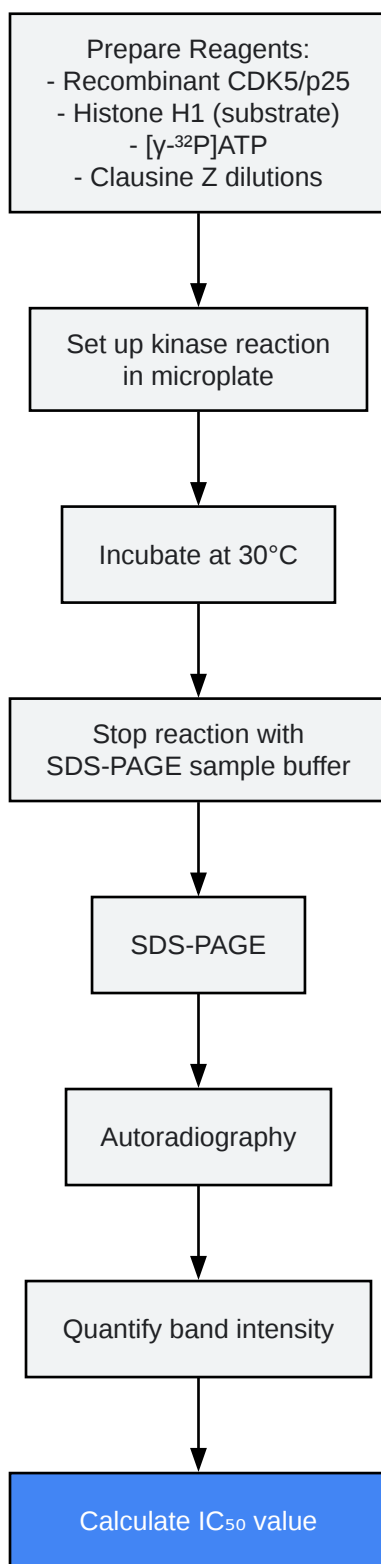 Prepare Reagents:
- Recombinant CDK5/p25
- Histone H1 (substrate)
- [γ-³²P]ATP
- Clausine Z dilutions
Set up kinase reaction
in microplate
Incubate at 30°C
Stop reaction with
SDS-PAGE sample buffer
SDS-PAGE
Autoradiography
Quantify band intensity
Calculate IC₅₀ value